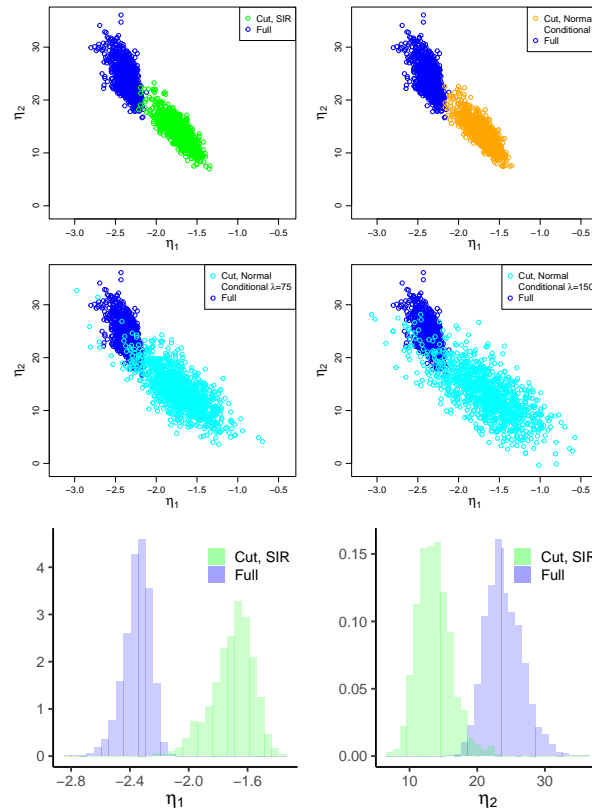 Cut, SIR
Full
η2
0 10 20 30
−3.0 −2.5 −2.0 −1.5 −1.0 −0.5
η1
Cut, Normal
Conditional
Full
η2
0 10 20 30
−3.0 −2.5 −2.0 −1.5 −1.0 −0.5
η1
Cut, Normal
Conditional λ=75
Full
η2
0 10 20 30
−3.0 −2.5 −2.0 −1.5 −1.0 −0.5
η1
Cut, Normal
Conditional λ=150
Full
η2
0 10 20 30
−3.0 −2.5 −2.0 −1.5 −1.0 −0.5
η1
Cut, SIR
Full
4
3
2
1
0
−2.8 −2.4 −2.0 −1.6
η1
Cut, SIR
Full
0.15
0.10
0.05
0.00
10 20 30
η2